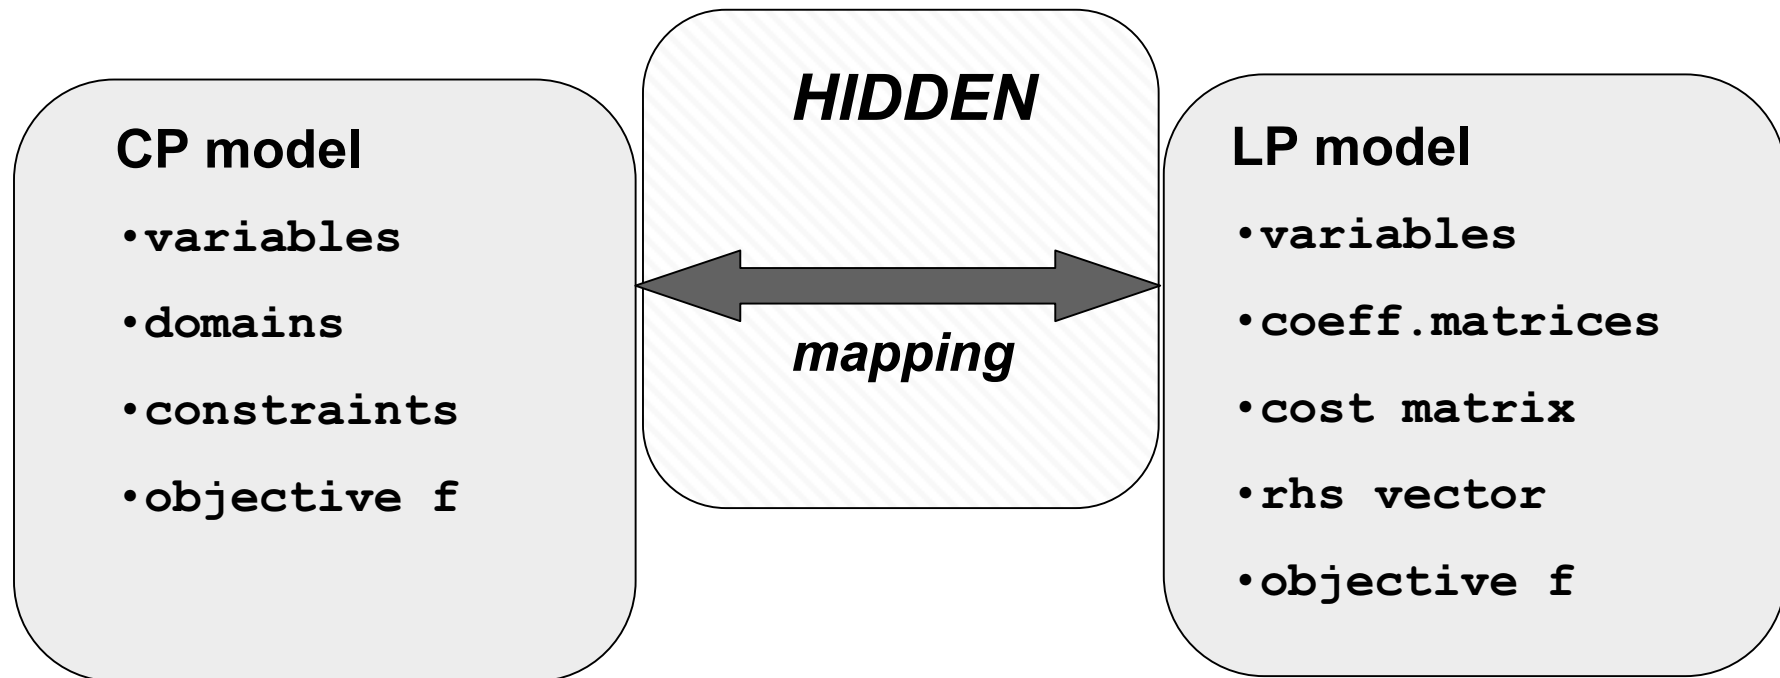 CP model
•variables
•domains
•constraints
•objective f
HIDDEN
mapping
LP model
•variables
•coeff.matrices
•cost matrix
•rhs vector
•objective f